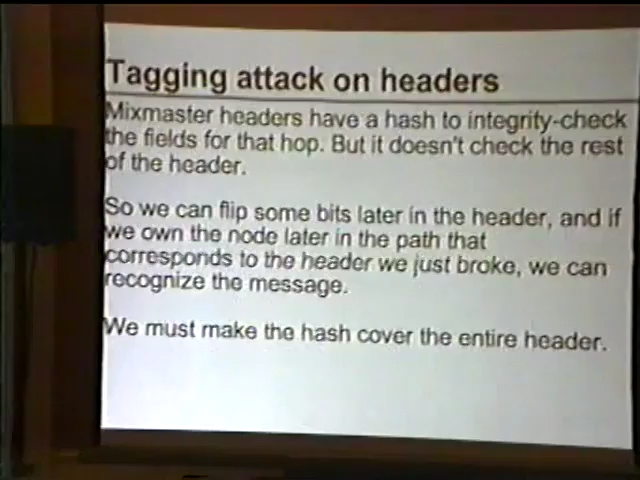 Tagging attack on headers
Mixmaster headers have a hash to integrity-check
the fields for that hop. But it doesn't check the rest
of the header.
So we can flip some bits later in the header, and if
we own the node later in the path that
corresponds to the header we just broke, we can
recognize the message.
We must make the hash cover the entire header.